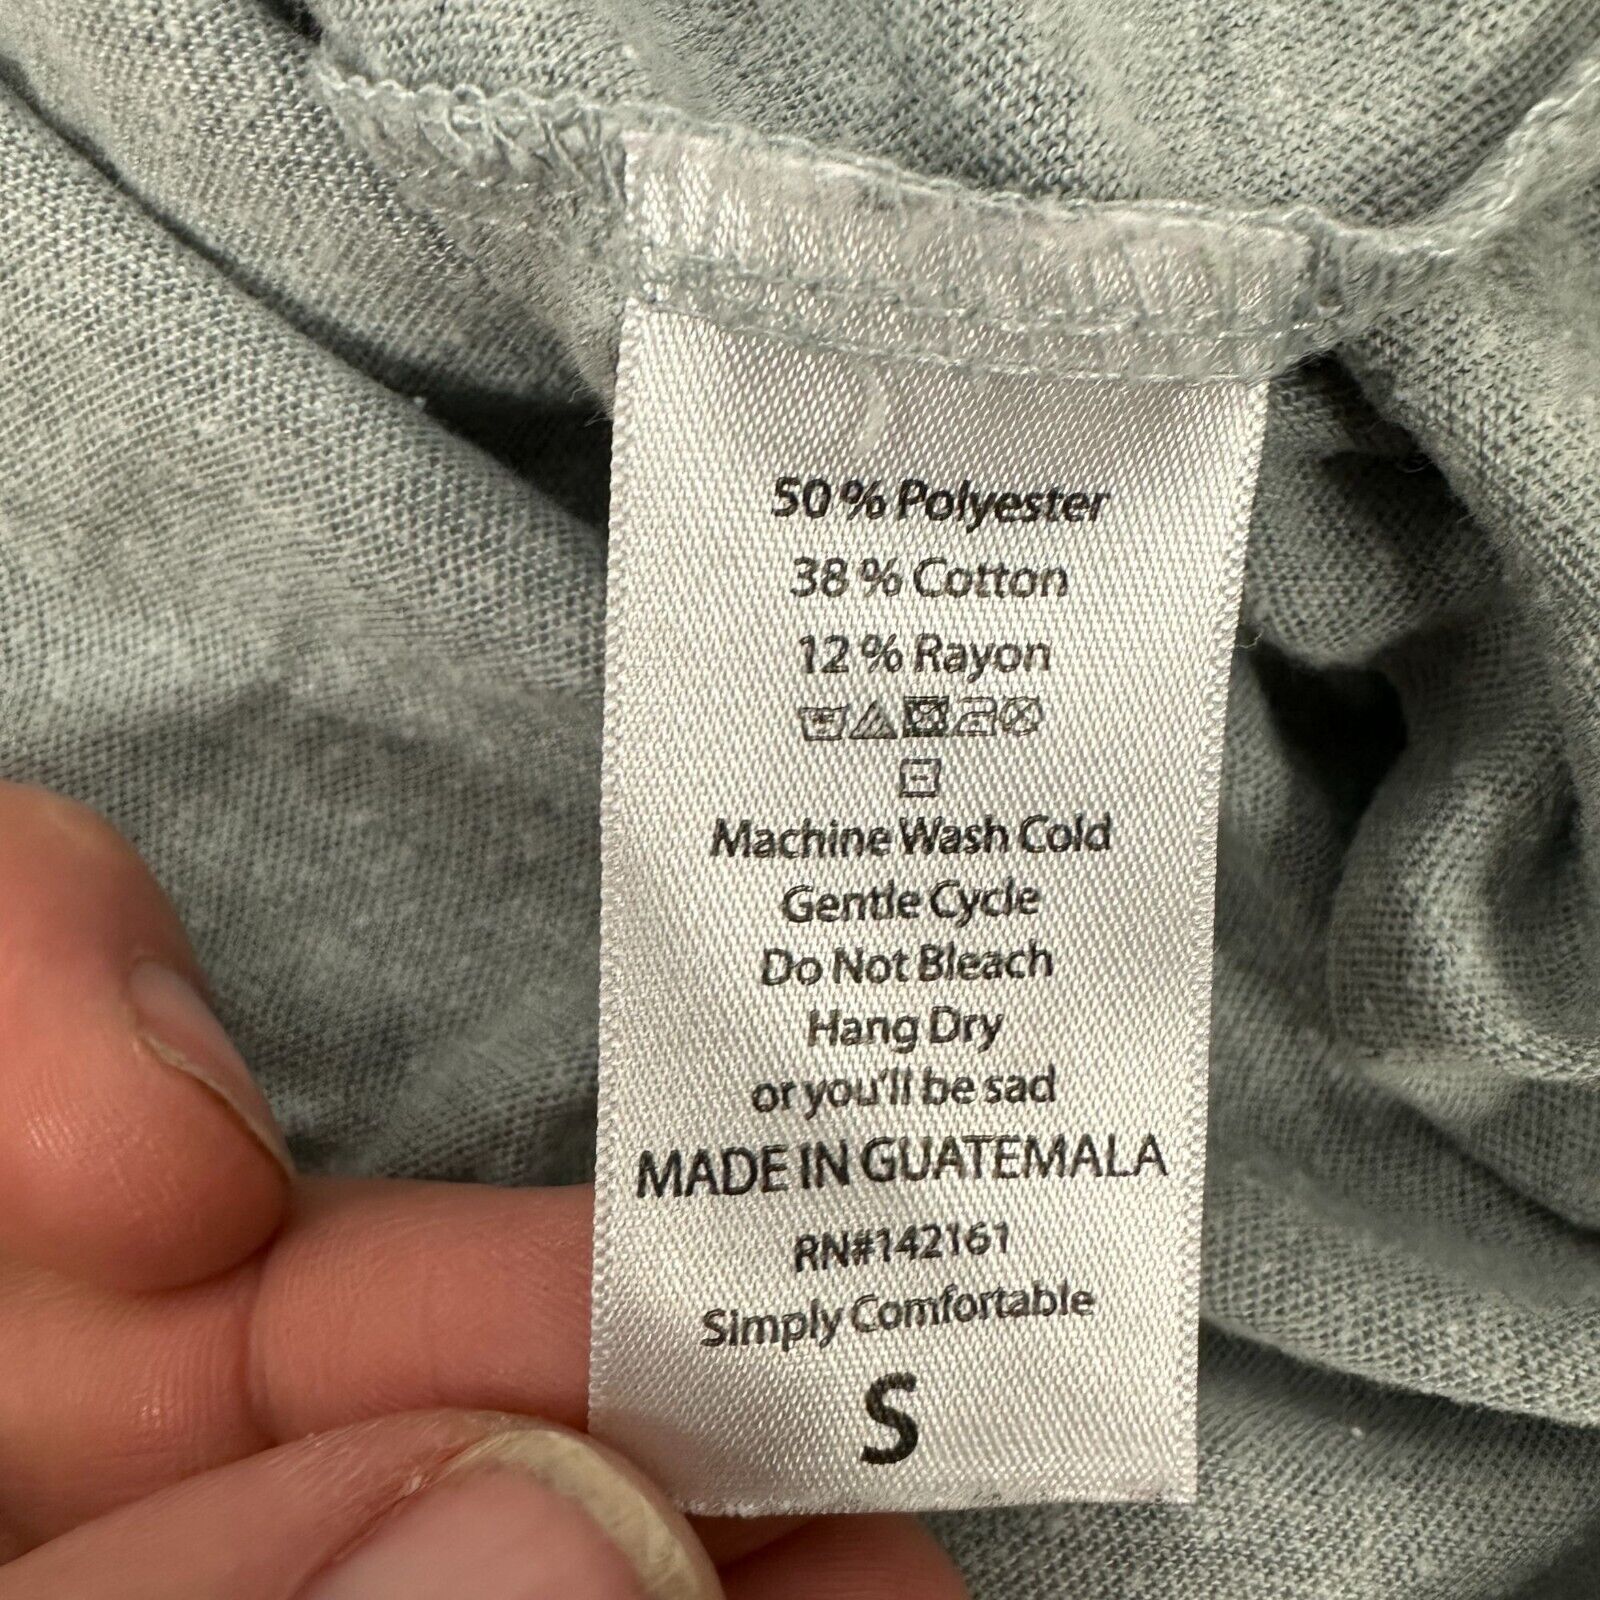 50 % Polyester
38 % Cotton
12 % Rayon
Machine Wash Cold
Gentle Cycle
Do Not Bleach
Hang Dry
or you'll be sad
MADE IN GUATEMALA
RN#142161
Simply Comfortable
S